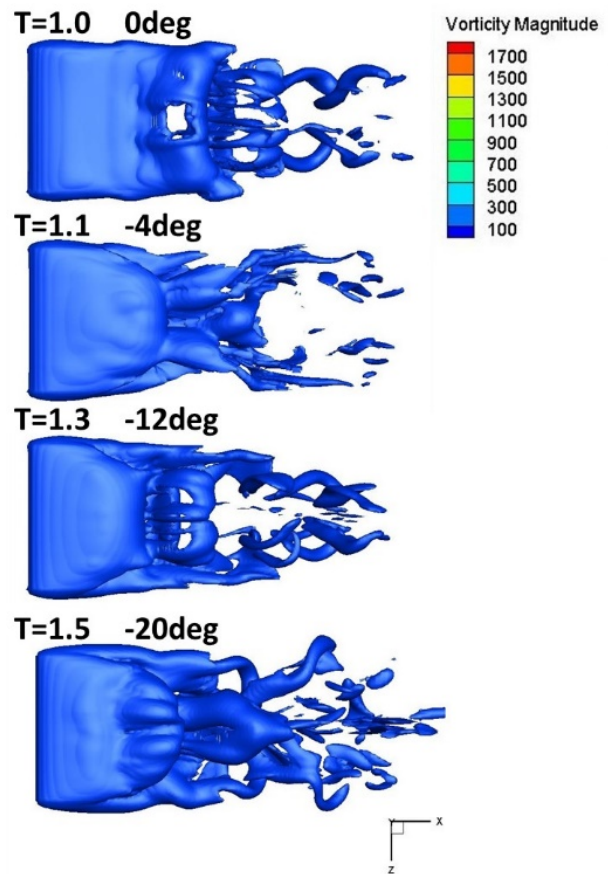 T=1.0 0deg
Vorticity Magnitude
1700
1500
1300
1100
900
700
500
300
100
T=1.1 -4deg
T=1.3 -12deg
T=1.5 -20deg
Y X
Z